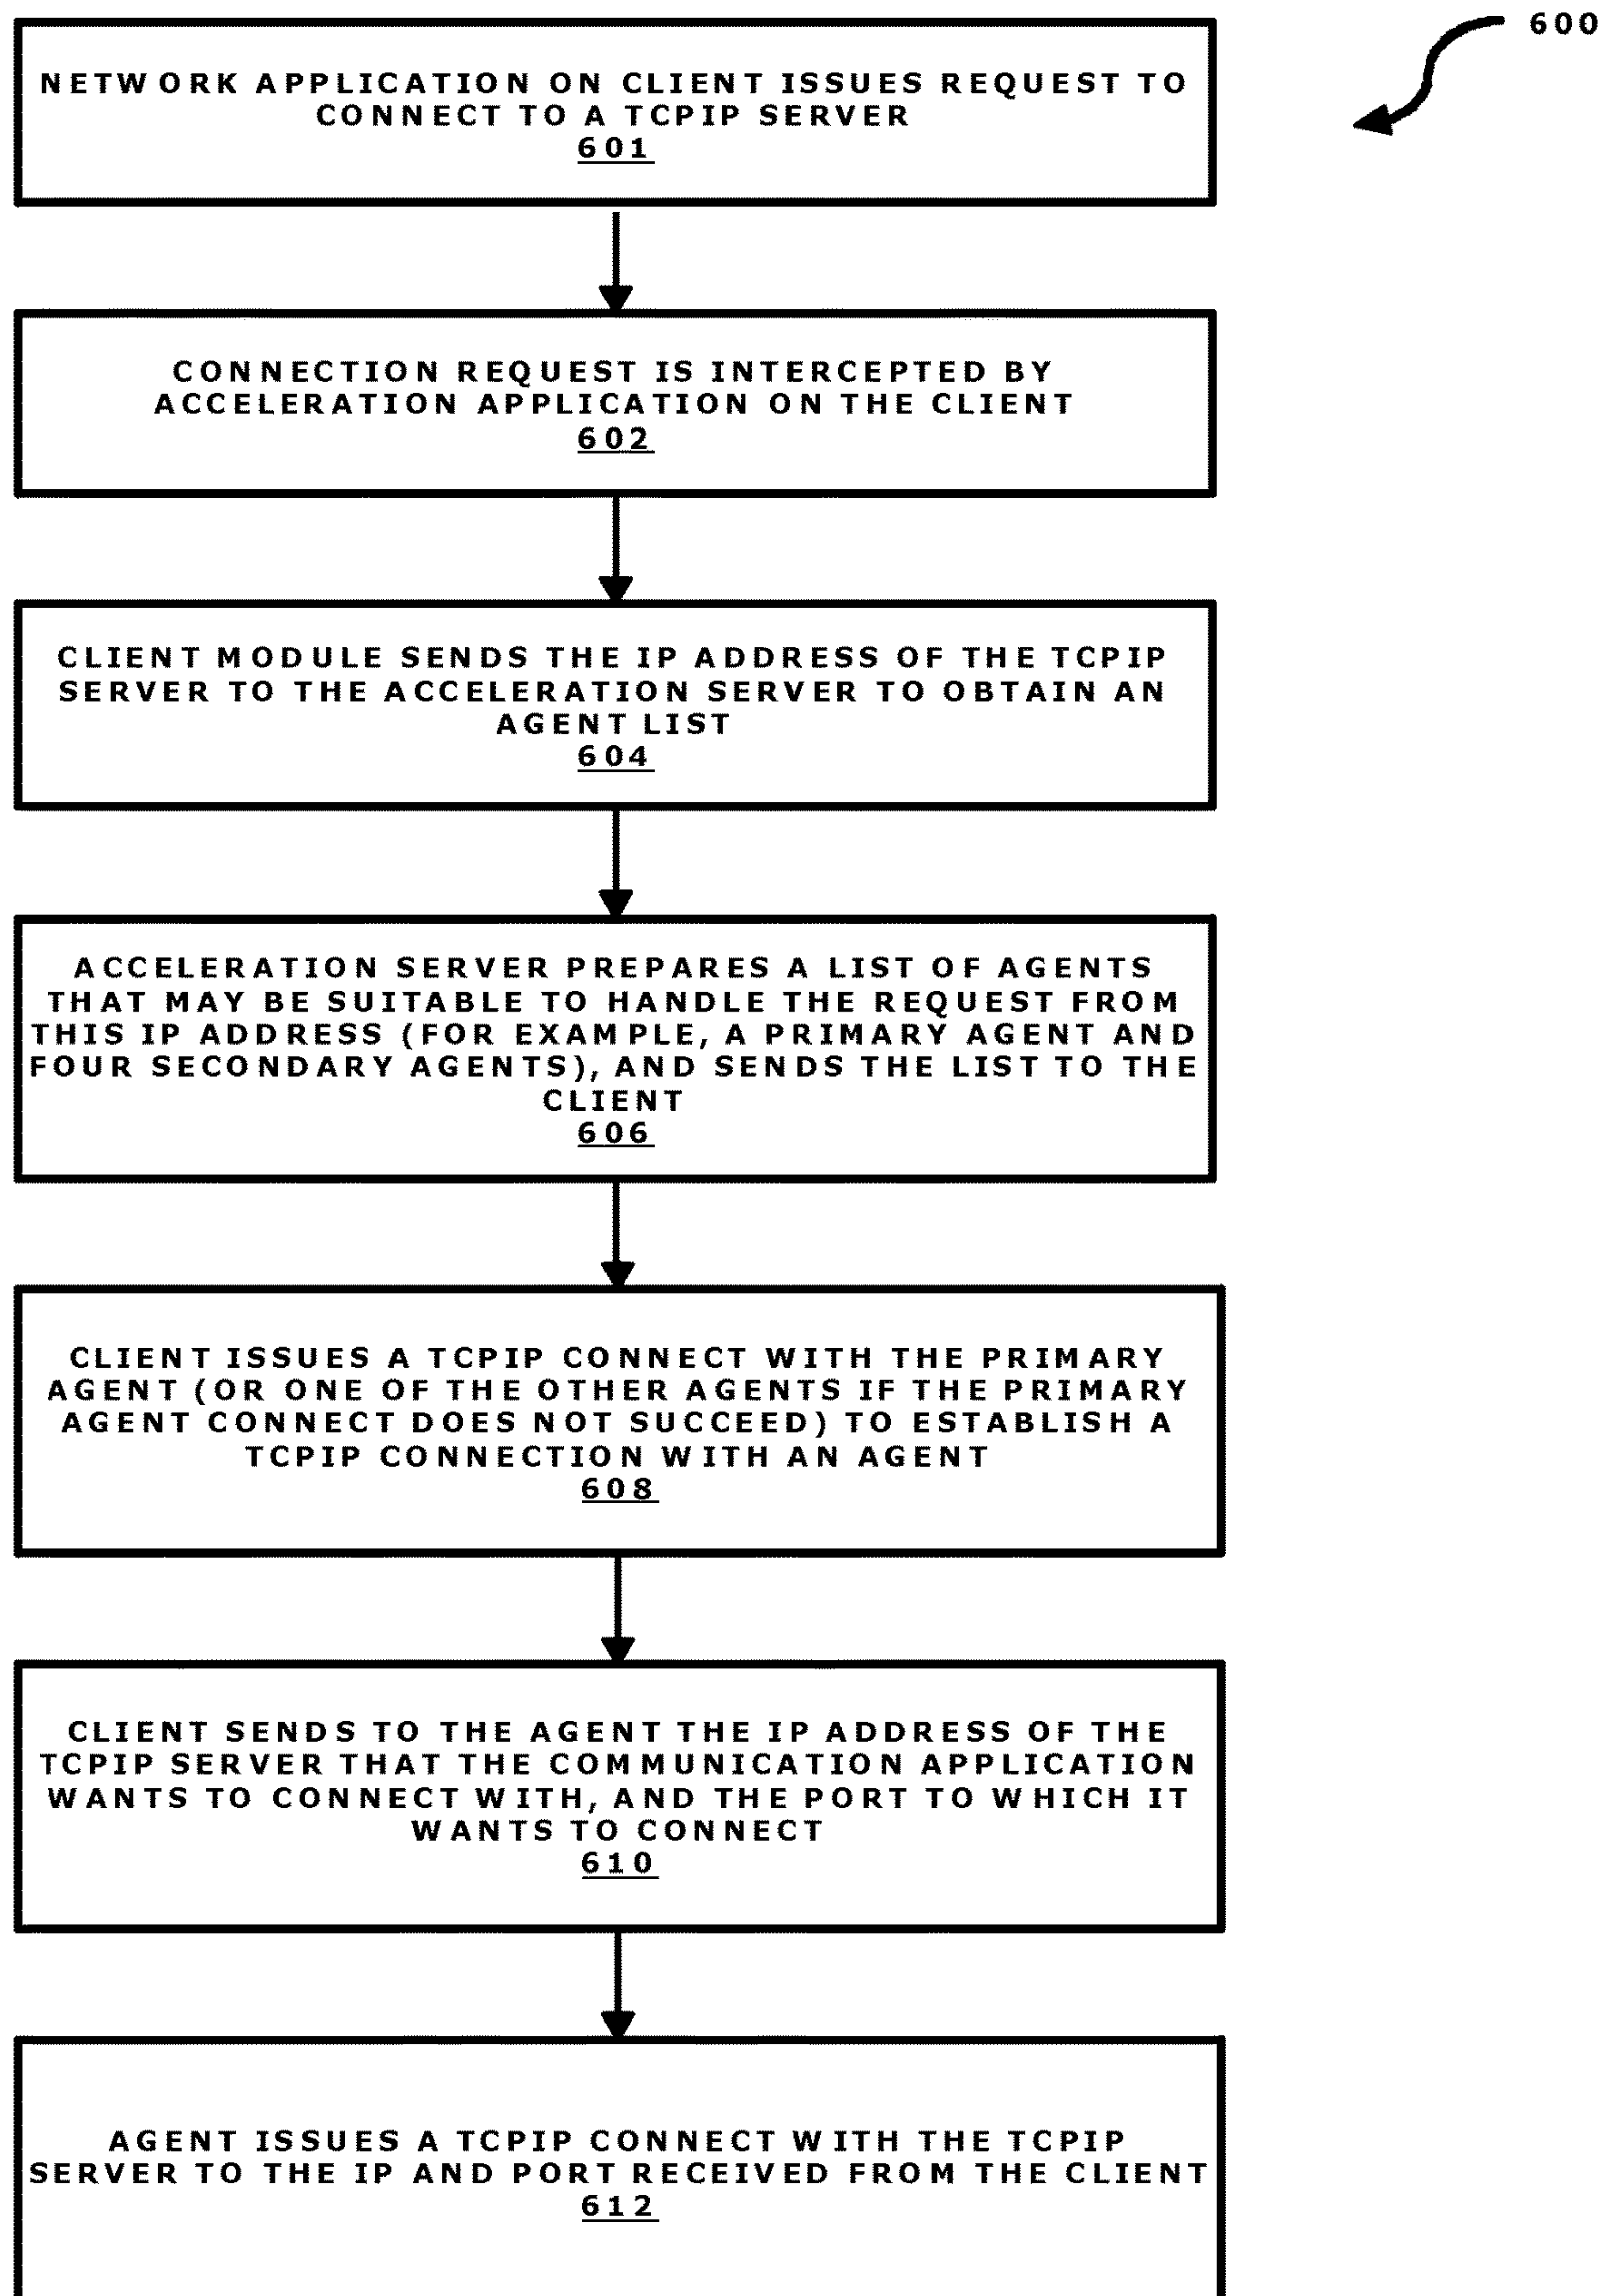 600
NETWORK APPLICATION ON CLIENT ISSUES REQUEST TO
CONNECT TO A TCPIP SERVER
601
CONNECTION REQUEST IS INTERCEPTED BY
ACCELERATION APPLICATION ON THE CLIENT
602
CLIENT MODULE SENDS THE IP ADDRESS OF THE TCPIP
SERVER TO THE ACCELERATION SERVER TO OBTAIN AN
AGENT LIST
604
ACCELERATION SERVER PREPARES A LIST OF AGENTS
THAT MAY BE SUITABLE TO HANDLE THE REQUEST FROM
THIS IP ADDRESS (FOR EXAMPLE, A PRIMARY AGENT AND
FOUR SECONDARY AGENTS), AND SENDS THE LIST TO THE
CLIENT
606
CLIENT ISSUES A TCPIP CONNECT WITH THE PRIMARY
AGENT (OR ONE OF THE OTHER AGENTS IF THE PRIMARY
AGENT CONNECT DOES NOT SUCCEED) TO ESTABLISH A
TCPIP CONNECTION WITH AN AGENT
608
CLIENT SENDS TO THE AGENT THE IP ADDRESS OF THE
TCPIP SERVER THAT THE COMMUNICATION APPLICATION
WANTS TO CONNECT WITH, AND THE PORT TO WHICH IT
WANTS TO CONNECT
610
AGENT ISSUES A TCPIP CONNECT WITH THE TCPIP
SERVER TO THE IP AND PORT RECEIVED FROM THE CLIENT
612